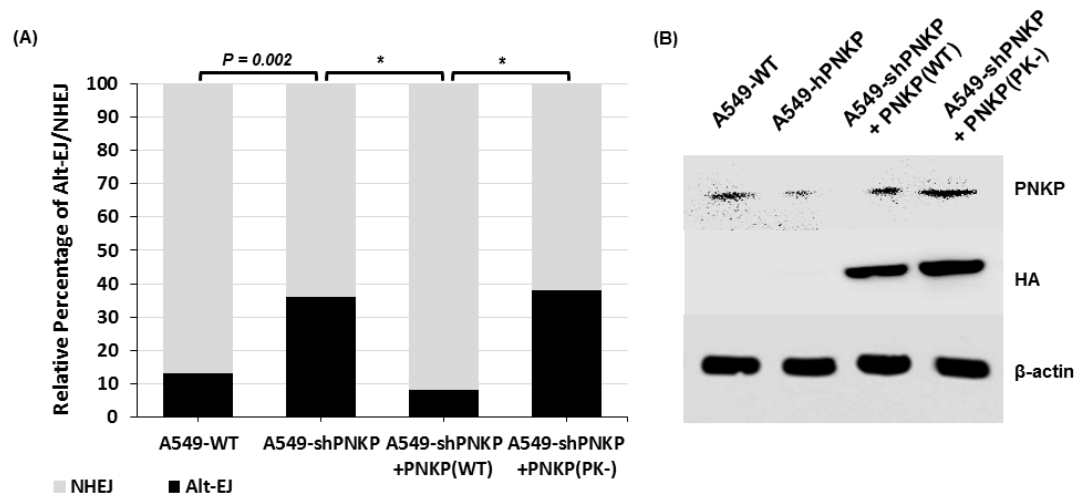 (A)
P = 0.002
*
*
100
90
80
70
60
50
40
30
20
10
0
Relative Percentage of Alt-EJ/NHEJ
A549-WT
A549-shPNKP
A549-shPNKP
+PNKP(WT)
A549-shPNKP
+PNKP(PK-)
NHEJ
Alt-EJ
(B)
A549-WT
A549-hPNKP
A549-shPNKP
+ PNKP(WT)
A549-shPNKP
+ PNKP(PK-)
PNKP
HA
β-actin